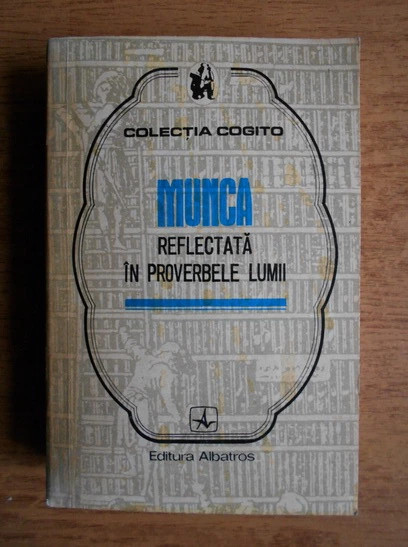 COLECȚIA COGITO
MUNCA
REFLECTATĂ
ÎN PROVERBELE LUMII
Editura Albatros